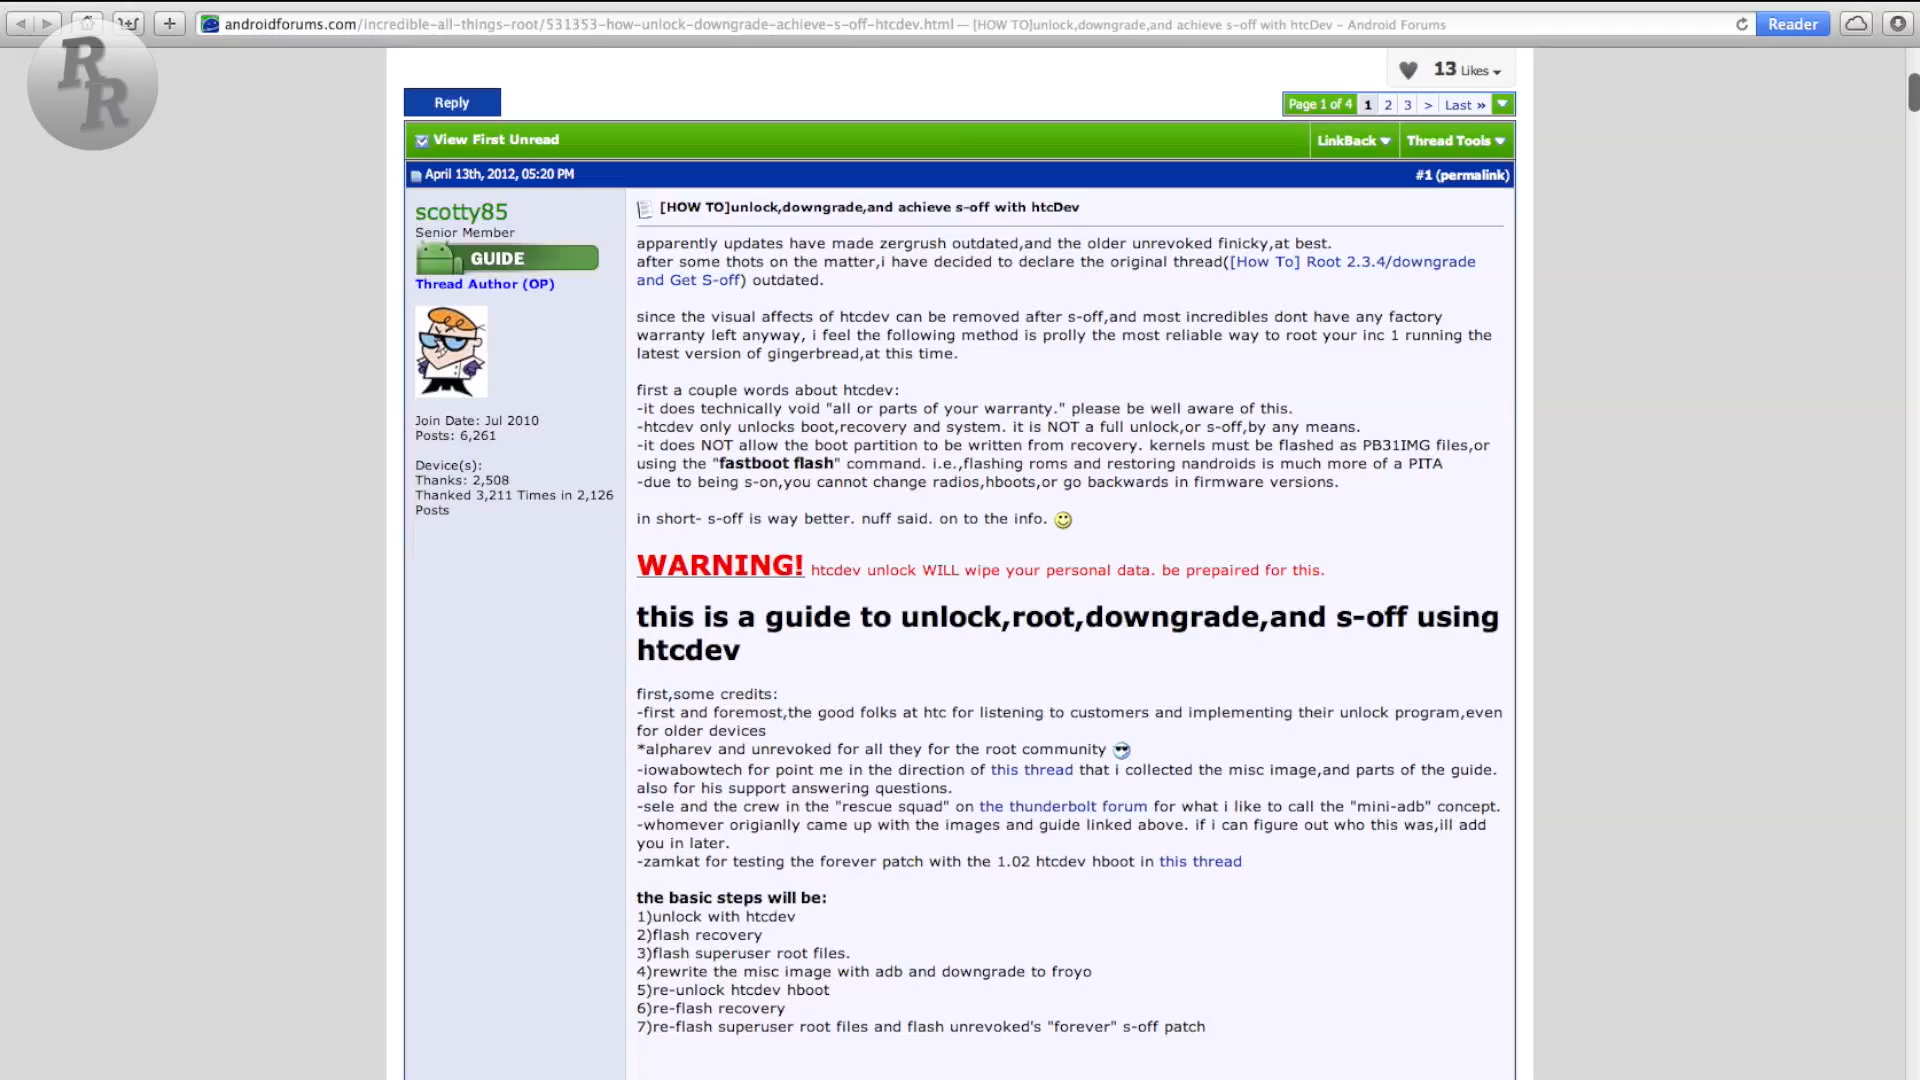 androidforums.com/incredible-all-things-root/531353-how-unlock-downgrade-achieve-s-off-htcdev.html — [HOW TO]unlock,downgrade,and achieve s-off with htcDev – Android Forums
Reader
RR
13 Likes
Reply
Page 1 of 4 1 2 3 > Last »
View First Unread
LinkBack
Thread Tools
April 13th, 2012, 05:20 PM
#1 (permalink)
scotty85
Senior Member
GUIDE
Thread Author (OP)
Join Date: Jul 2010
Posts: 6,261
Device(s):
Thanks: 2,508
Thanked 3,211 Times in 2,126
Posts
[HOW TO]unlock,downgrade,and achieve s-off with htcDev
apparently updates have made zergrush outdated,and the older unrevoked finicky,at best.
after some thots on the matter,i have decided to declare the original thread([How To] Root 2.3.4/downgrade
and Get S-off) outdated.
since the visual affects of htcdev can be removed after s-off,and most incredibles dont have any factory
warranty left anyway, i feel the following method is prolly the most reliable way to root your inc 1 running the
latest version of gingerbread,at this time.
first a couple words about htcdev:
-it does technically void "all or parts of your warranty." please be well aware of this.
-htcdev only unlocks boot,recovery and system. it is NOT a full unlock,or s-off,by any means.
-it does NOT allow the boot partition to be written from recovery. kernels must be flashed as PB31IMG files,or
using the "fastboot flash" command. i.e.,flashing roms and restoring nandroids is much more of a PITA
-due to being s-on,you cannot change radios,hboots,or go backwards in firmware versions.
in short- s-off is way better. nuff said. on to the info.
WARNING! htcdev unlock WILL wipe your personal data. be prepaired for this.
this is a guide to unlock,root,downgrade,and s-off using
htcdev
first,some credits:
-first and foremost,the good folks at htc for listening to customers and implementing their unlock program,even
for older devices
*alpharev and unrevoked for all they for the root community
-iowabowtech for point me in the direction of this thread that i collected the misc image,and parts of the guide.
also for his support answering questions.
-sele and the crew in the "rescue squad" on the thunderbolt forum for what i like to call the "mini-adb" concept.
-whomever origianlly came up with the images and guide linked above. if i can figure out who this was,ill add
you in later.
-zamkat for testing the forever patch with the 1.02 htcdev hboot in this thread
the basic steps will be:
1)unlock with htcdev
2)flash recovery
3)flash superuser root files.
4)rewrite the misc image with adb and downgrade to froyo
5)re-unlock htcdev hboot
6)re-flash recovery
7)re-flash superuser root files and flash unrevoked's "forever" s-off patch